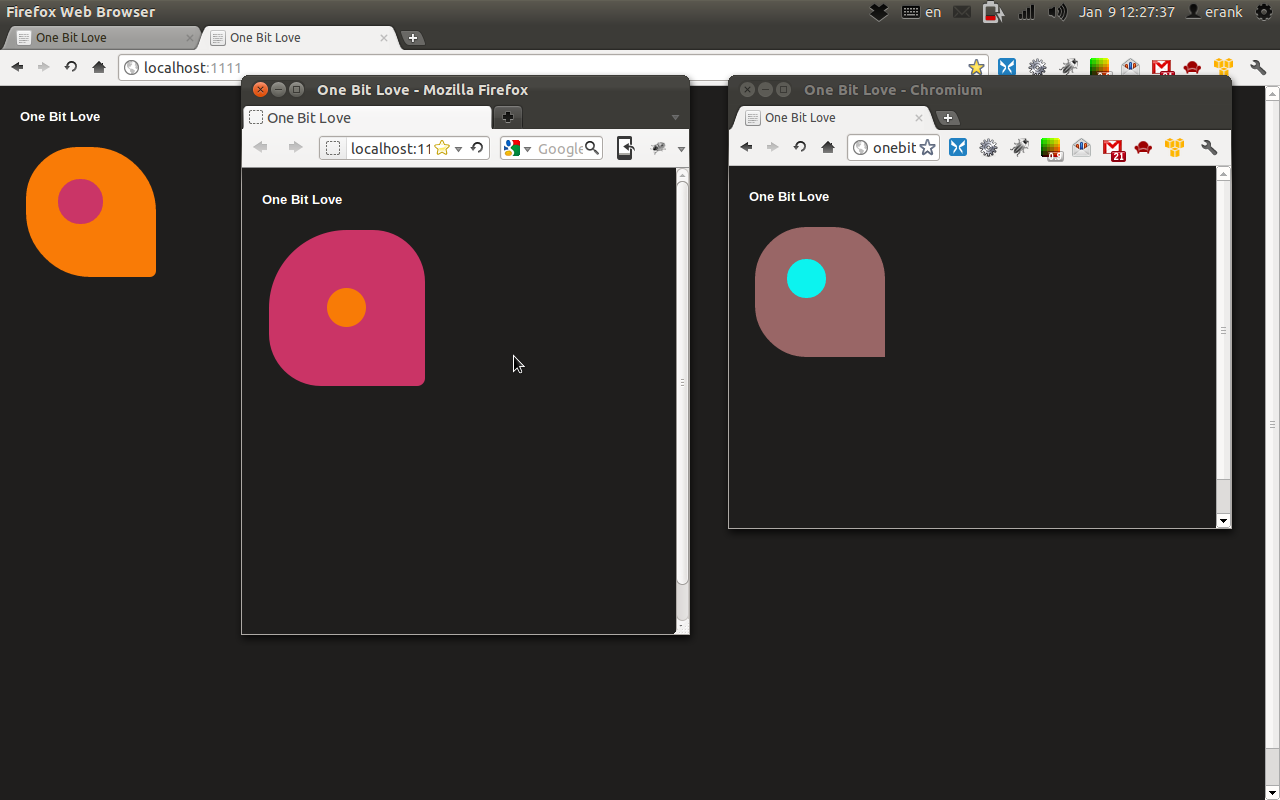 Firefox Web Browser
en
Jan 9 12:27:37
erank
One Bit Love
One Bit Love
localhost:1111
One Bit Love
One Bit Love - Mozilla Firefox
One Bit Love
localhost:11
Google
One Bit Love
One Bit Love - Chromium
One Bit Love
onebit
21
One Bit Love